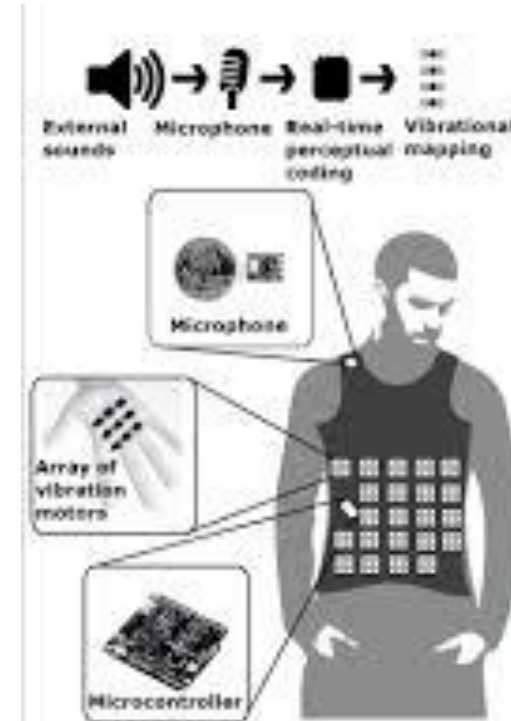 External sounds
Microphone
Real-time perceptual coding
Vibrational mapping
Microphone
Array of vibration motors
Microcontroller